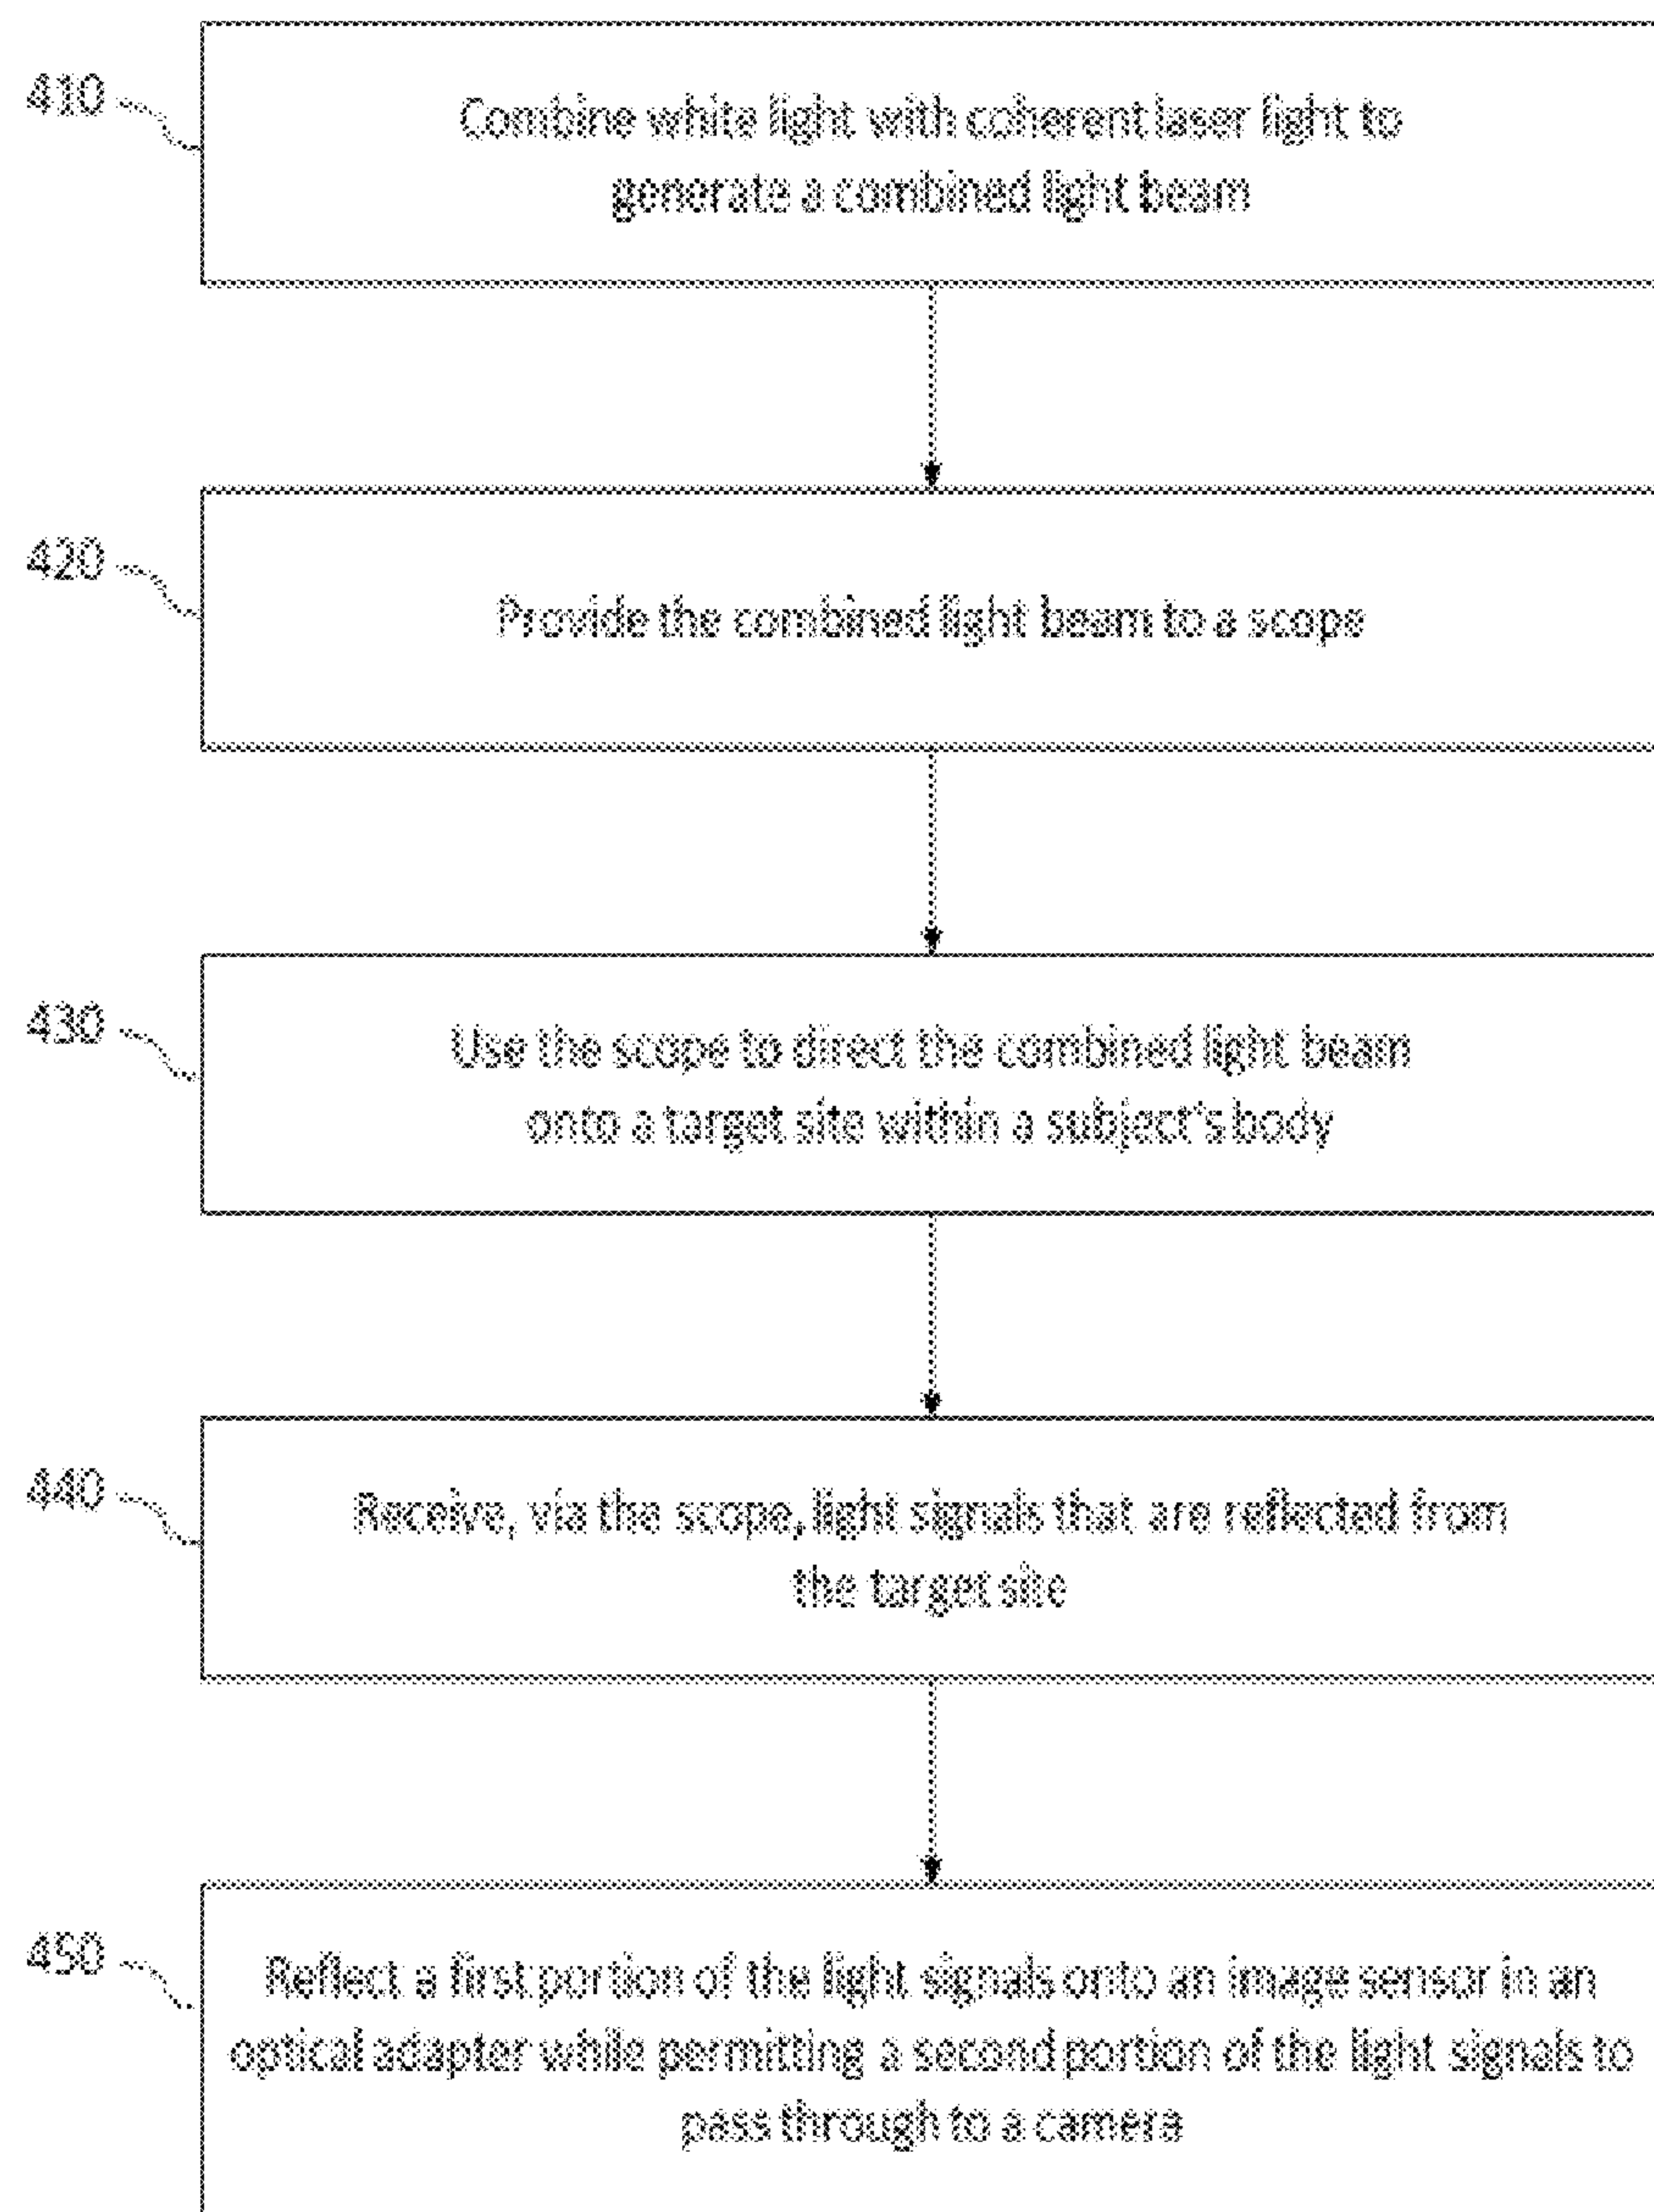 410
Combine white light with coherent laser light to
generate a combined light beam
420
Provide the combined light beam to a scope
430
Use the scope to direct the combined light beam
onto a target site within a subject's body
440
Receive, via the scope, light signals that are reflected from
the target site
450
Reflect a first portion of the light signals onto an image sensor in an
optical adapter while permitting a second portion of the light signals to
pass through to a camera